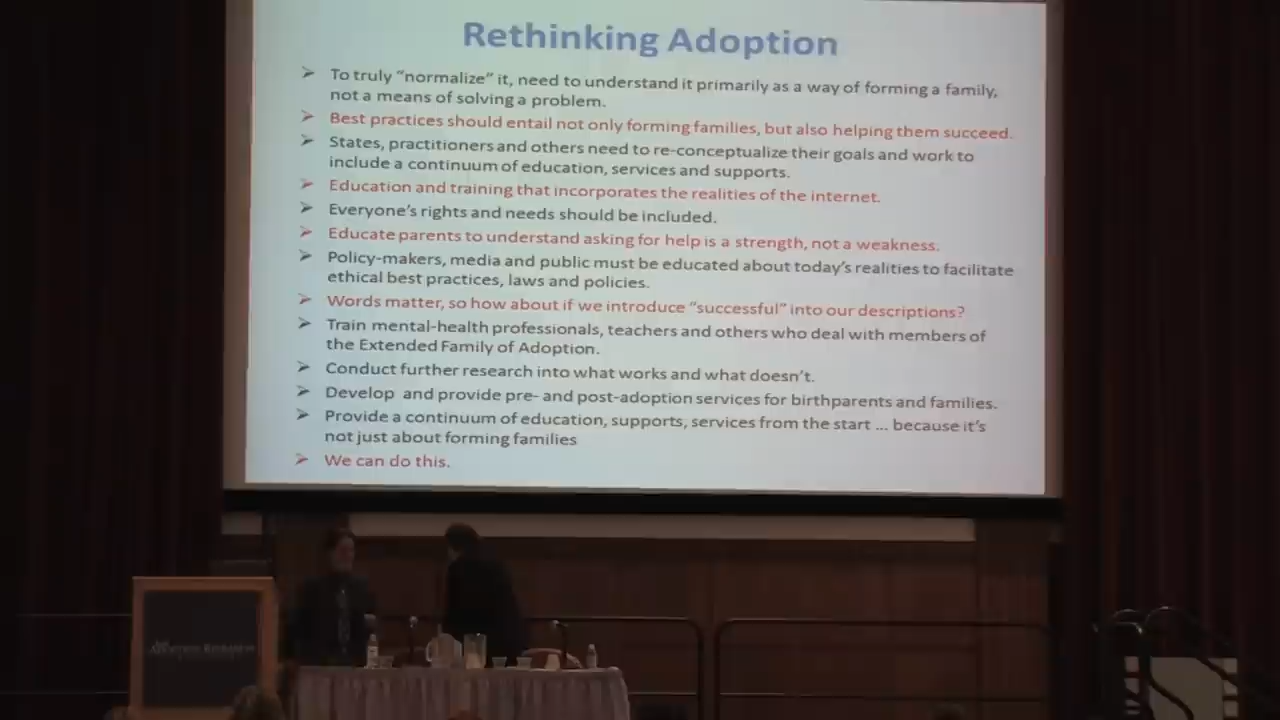 Rethinking Adoption
➢ To truly “normalize” it, need to understand it primarily as a way of forming a family,
not a means of solving a problem.
➢ Best practices should entail not only forming families, but also helping them succeed.
➢ States, practitioners and others need to re-conceptualize their goals and work to
include a continuum of education, services and supports.
➢ Education and training that incorporates the realities of the internet.
➢ Everyone’s rights and needs should be included.
➢ Educate parents to understand asking for help is a strength, not a weakness.
➢ Policy-makers, media and public must be educated about today’s realities to facilitate
ethical best practices, laws and policies.
➢ Words matter, so how about if we introduce “successful” into our descriptions?
➢ Train mental-health professionals, teachers and others who deal with members of
the Extended Family of Adoption.
➢ Conduct further research into what works and what doesn’t.
➢ Develop and provide pre- and post-adoption services for birthparents and families.
➢ Provide a continuum of education, supports, services from the start ... because it’s
not just about forming families
➢ We can do this.